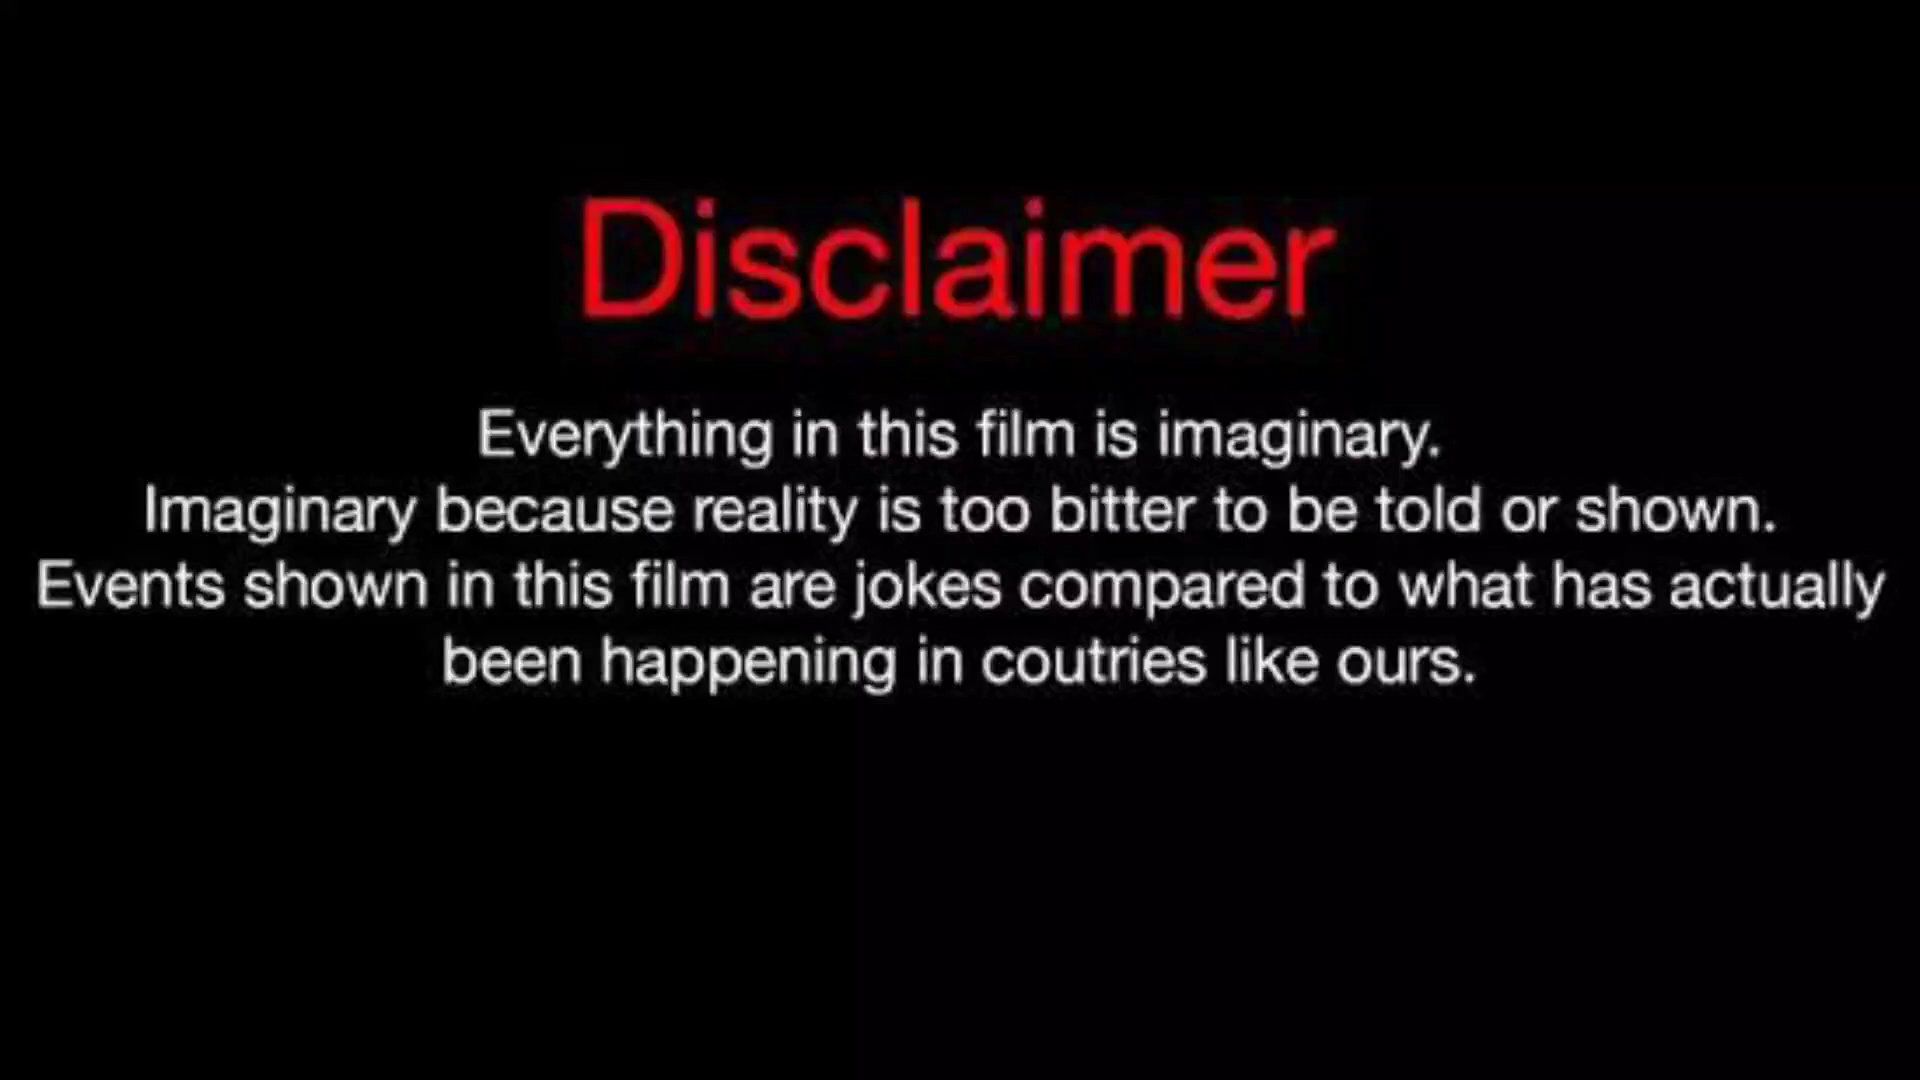 Disclaimer
Everything in this film is imaginary.
Imaginary because reality is too bitter to be told or shown.
Events shown in this film are jokes compared to what has actually
been happening in coutries like ours.